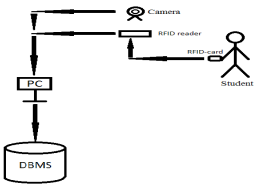 Camera
RFID reader
RFID-card
PC
Student
DBMS